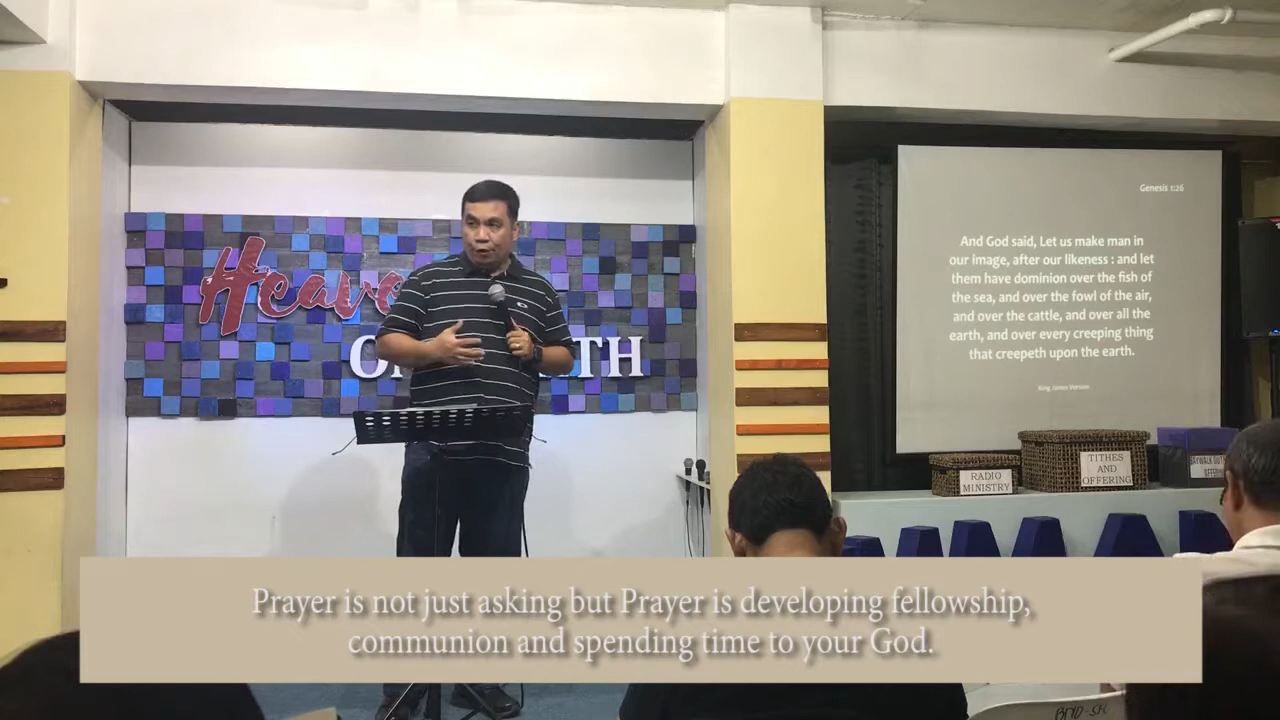 Heave
O
TH
Genesis 1:26
And God said, Let us make man in
our image, after our likeness : and let
them have dominion over the fish of
the sea, and over the fowl of the air,
and over the cattle, and over all the
earth, and over every creeping thing
that creepeth upon the earth.
King James Version
RADIO
MINISTRY
TITHES
AND
OFFERING
Prayer is not just asking but Prayer is developing fellowship,
communion and spending time to your God.